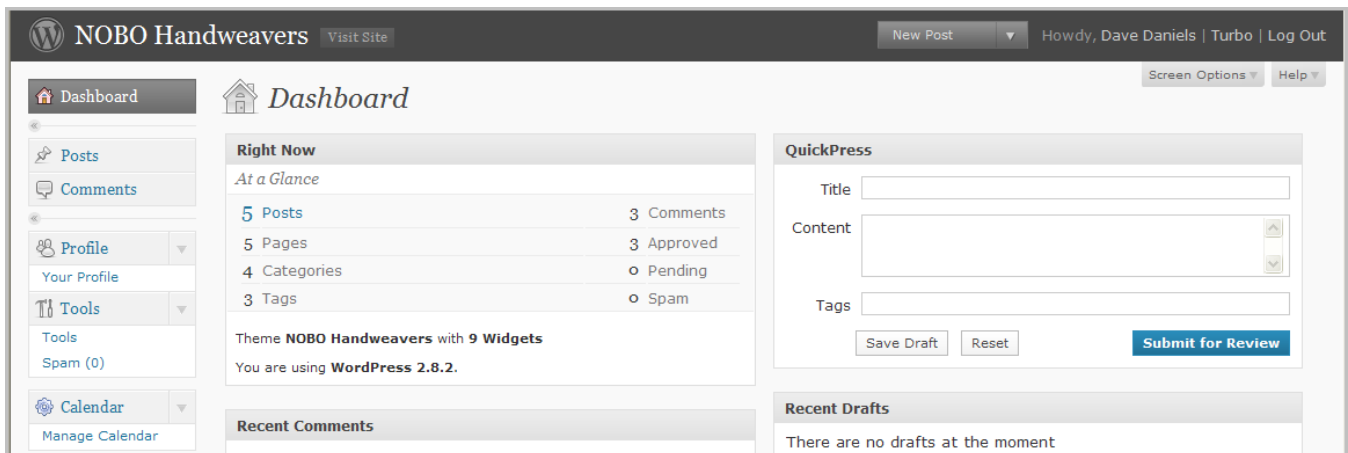 NOBO Handweavers Visit Site New Post Howdy, Dave Daniels | Turbo | Log Out
Screen Options Help
Dashboard
Posts
Comments
Profile
Your Profile
Tools
Tools
Spam (0)
Calendar
Manage Calendar
Dashboard
Right Now
At a Glance
5 Posts 3 Comments
5 Pages 3 Approved
4 Categories 0 Pending
3 Tags 0 Spam
Theme NOBO Handweavers with 9 Widgets
You are using WordPress 2.8.2.
Recent Comments
QuickPress
Title
Content
Tags
Save Draft Reset Submit for Review
Recent Drafts
There are no drafts at the moment